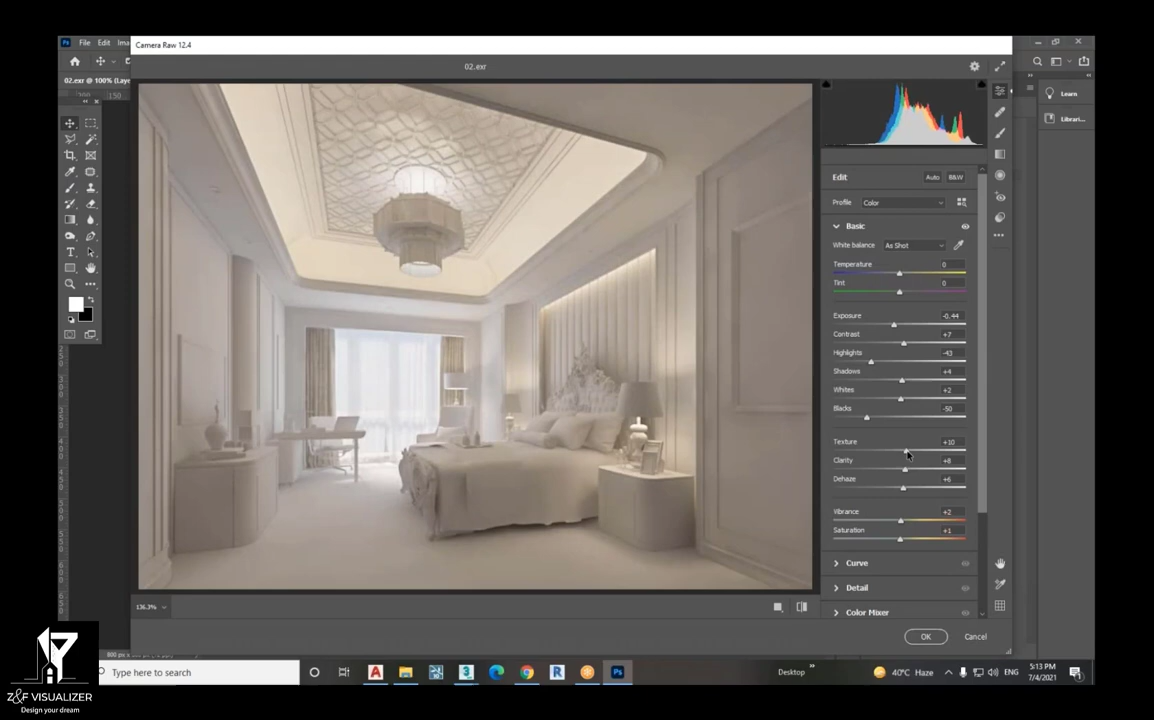 Camera Raw 12.4
File Edit Ima
02.exr
02.exr @ 100% (Laye
Learn
Librari...
Edit Auto B&W
Profile Color
Basic
White balance As Shot
Temperature 0
Tint 0
Exposure -0.44
Contrast +7
Highlights -43
Shadows +4
Whites +2
Blacks -50
Texture +10
Clarity +8
Dehaze +6
Vibrance +2
Saturation +1
Curve
Detail
Color Mixer
136.3%
OK Cancel
Type here to search
Desktop
40°C Haze
ENG
5:13 PM
7/4/2021
Z&F VISUALIZER
Design your dream